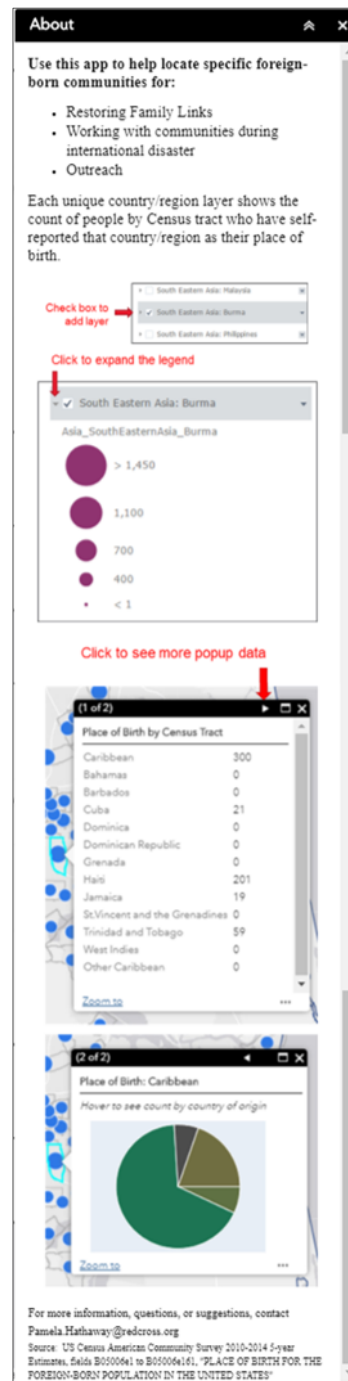 About
Use this app to help locate specific foreign-
born communities for:
• Restoring Family Links
• Working with communities during
international disaster
• Outreach
Each unique country/region layer shows the
count of people by Census tract who have self-
reported that country/region as their place of
birth.
South Eastern Asia: Malaysia
Check box to
add layer
South Eastern Asia: Burma
South Eastern Asia: Philippines
Click to expand the legend
South Eastern Asia: Burma
Asia_SouthEasternAsia_Burma
> 1,450
1,100
700
400
< 1
Click to see more popup data
(1 of 2)
Place of Birth by Census Tract
Caribbean 300
Bahamas 0
Barbados 0
Cuba 21
Dominica 0
Dominican Republic 0
Grenada 0
Haiti 201
Jamaica 19
St.Vincent and the Grenadines 0
Trinidad and Tobago 59
West Indies 0
Other Caribbean 0
Zoom to ...
(2 of 2)
Place of Birth: Caribbean
Hover to see count by country of origin
Zoom to ...
For more information, questions, or suggestions, contact
Pamela.Hathaway@redcross.org
Source: US Census American Community Survey 2010-2014 5-year
Estimates, fields B05006e1 to B05006e161, "PLACE OF BIRTH FOR THE
FOREIGN-BORN POPULATION IN THE UNITED STATES"